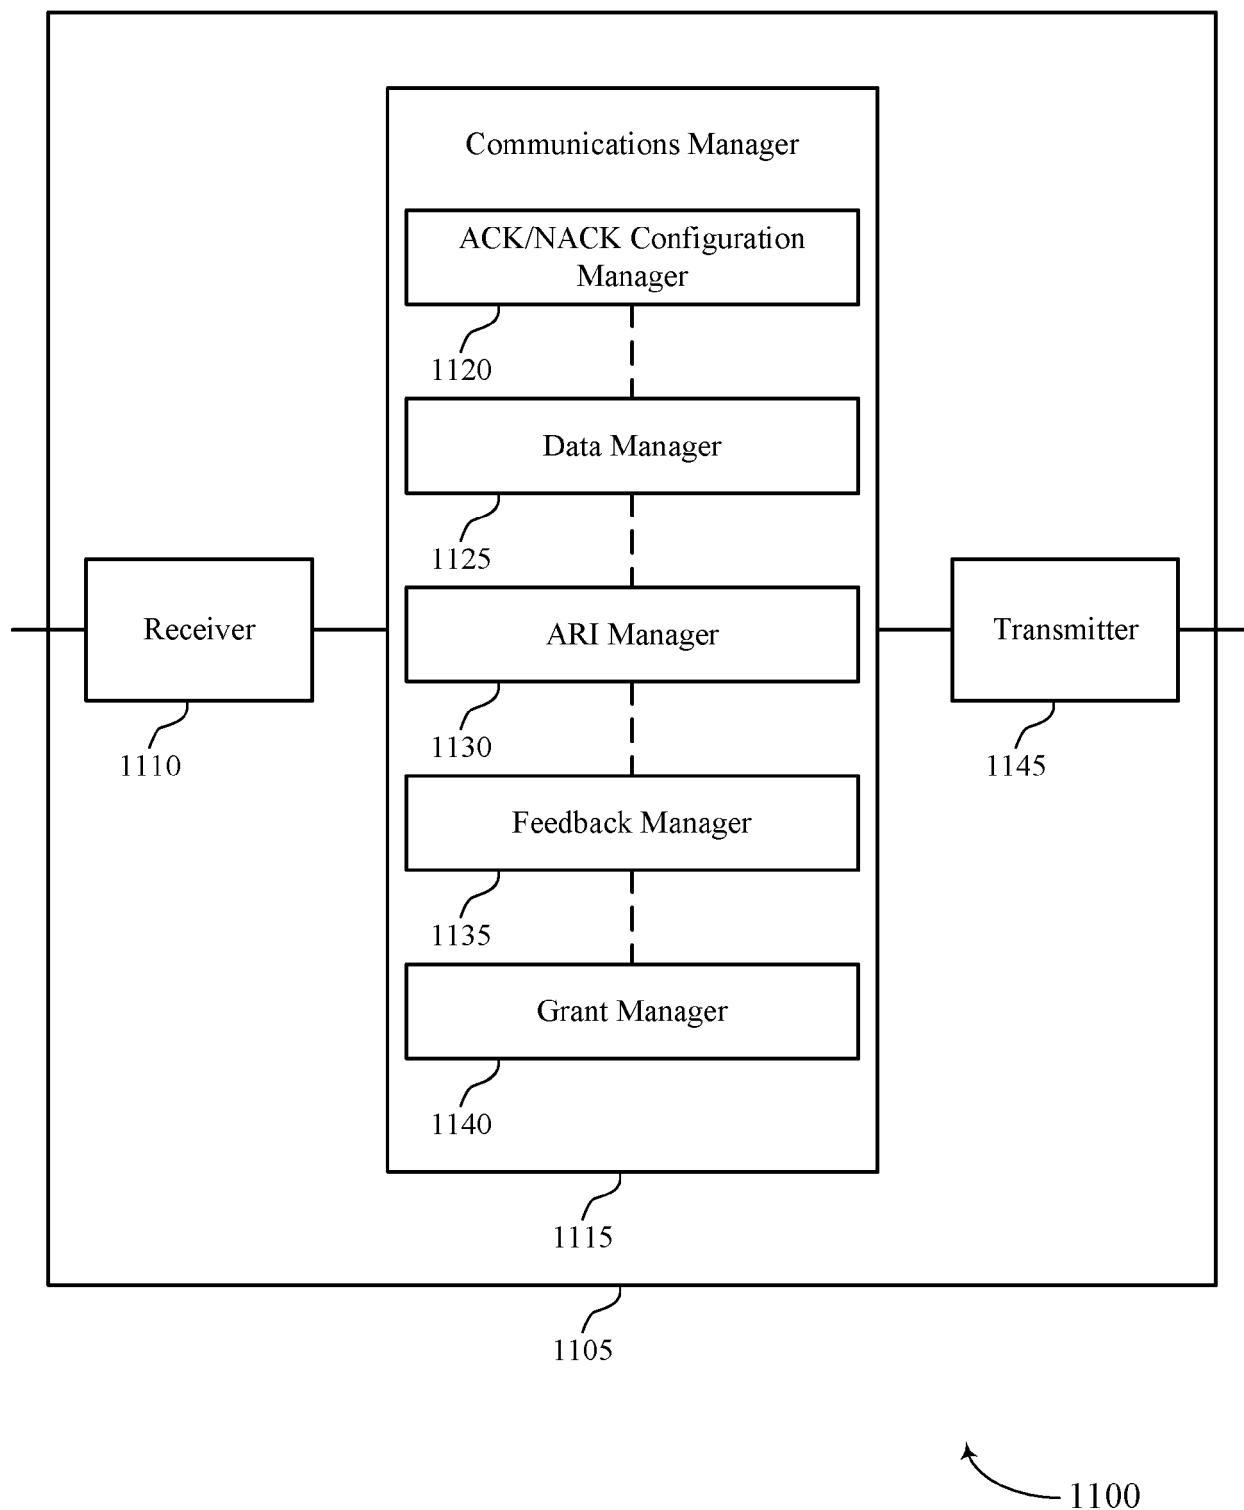 Communications Manager
ACK/NACK Configuration
Manager
1120
Data Manager
1125
Receiver
1110
ARI Manager
1130
Transmitter
1145
Feedback Manager
1135
Grant Manager
1140
1115
1105
1100